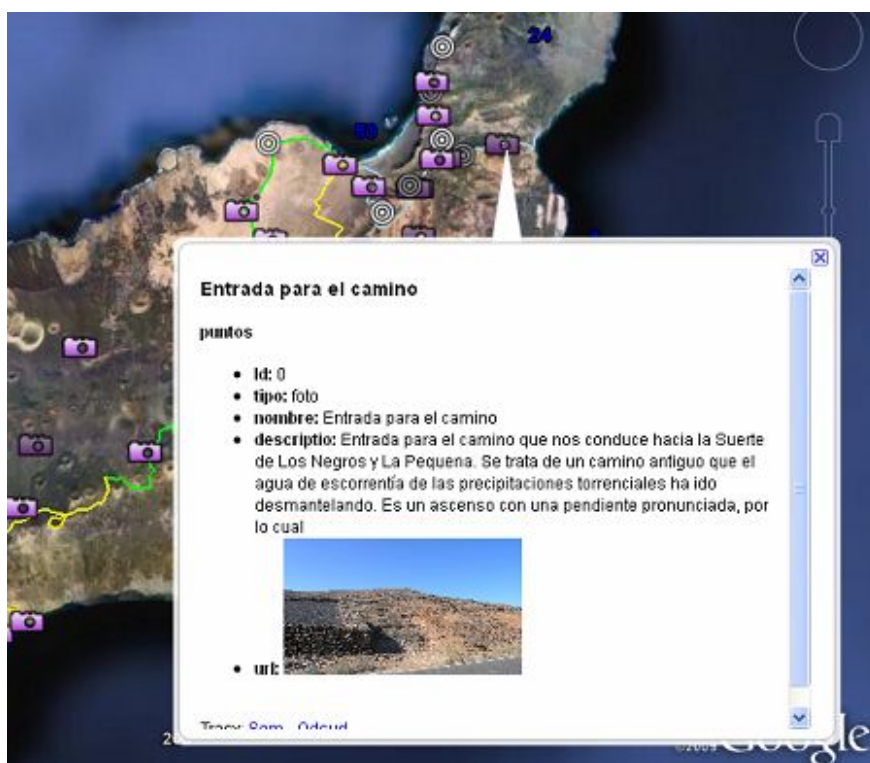 24
50
Entrada para el camino
puntos
Id: 0
tipo: foto
nombre: Entrada para el camino
descriptio: Entrada para el camino que nos conduce hacia la Suerte
de Los Negros y La Pequena. Se trata de un camino antiguo que el
agua de escorrentía de las precipitaciones torrenciales ha ido
desmantelando. Es un ascenso con una pendiente pronunciada, por
lo cual
url:
©2009 Google